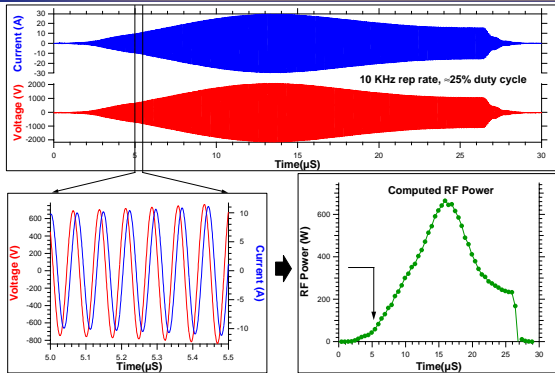 Current (A)
30
20
10
0
-10
-20
-30
10 KHz rep rate, ≈25% duty cycle
Voltage (V)
2000
1000
0
-1000
-2000
0 5 10 15 20 25 30
Time(µS)
Voltage (V)
600
400
200
0
-200
-400
-600
-800
10
5
0
-5
-10
Current (A)
5.0 5.1 5.2 5.3 5.4 5.5
Time(µS)
Computed RF Power
RF Power (W)
600
400
200
0
0 5 10 15 20 25 30
Time(µS)